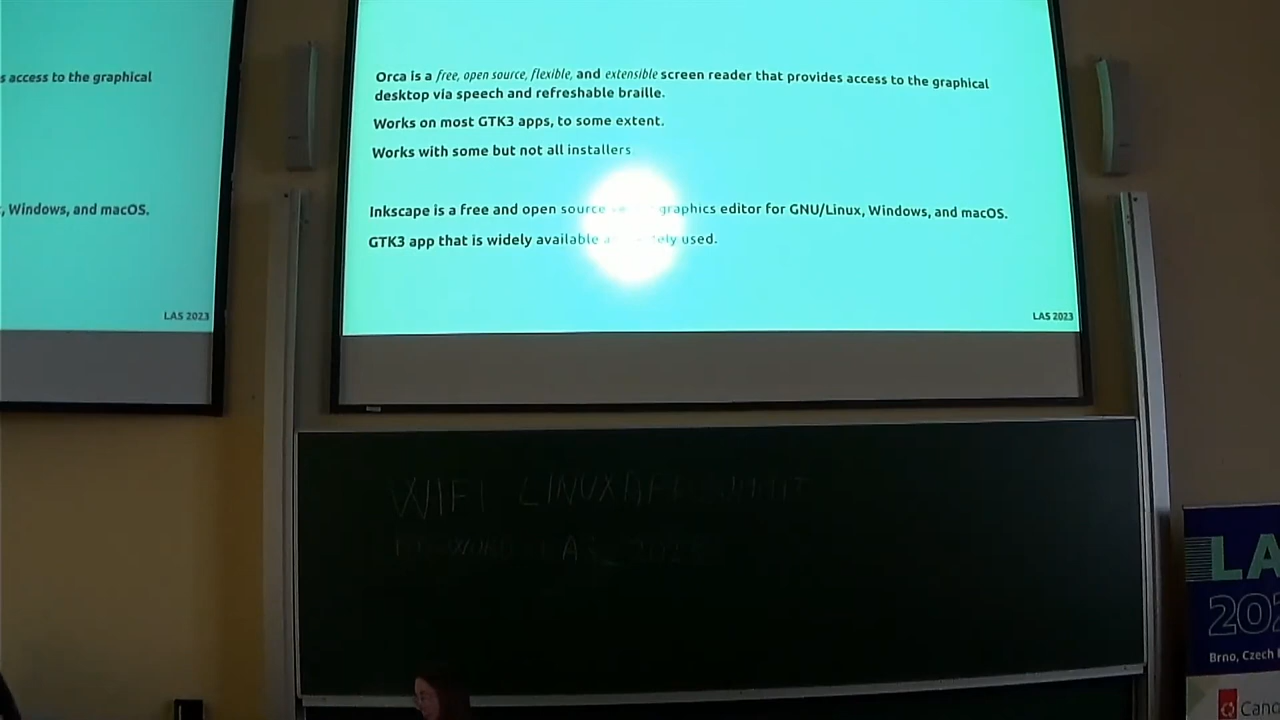 s access to the graphical
, Windows, and macOS.
LAS 2023
Orca is a free, open source, flexible, and extensible screen reader that provides access to the graphical
desktop via speech and refreshable braille.
Works on most GTK3 apps, to some extent.
Works with some but not all installers
Inkscape is a free and open source graphics editor for GNU/Linux, Windows, and macOS.
GTK3 app that is widely available used.
LAS 2023
WIFI
LA
202
Brno, Czech
Cano